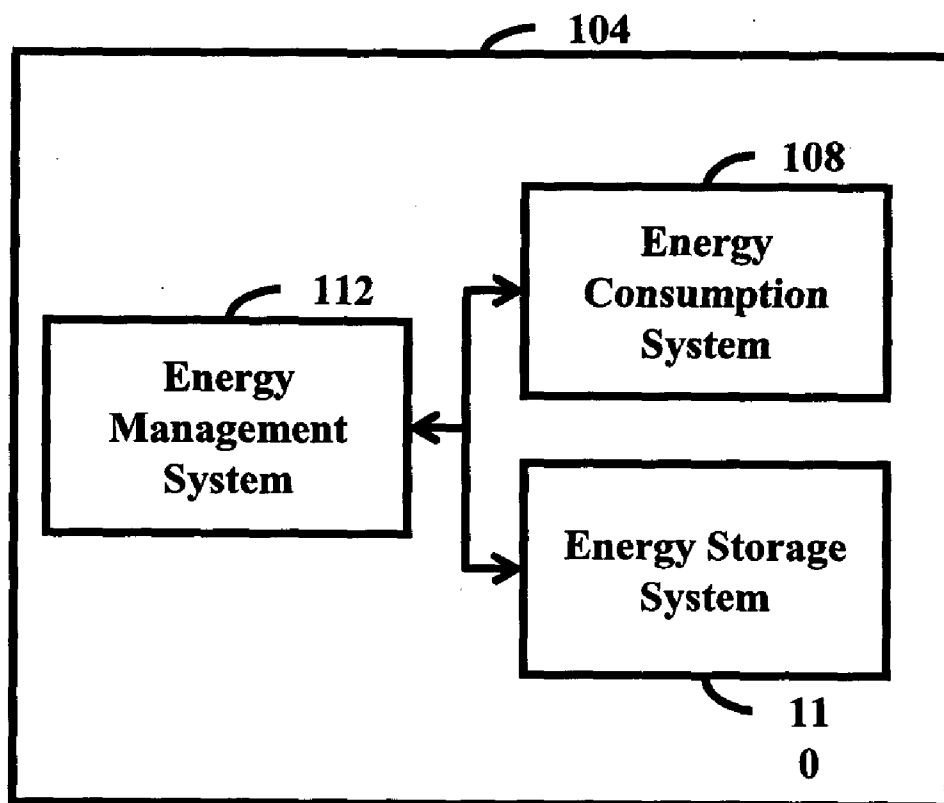 104
108
Energy
Consumption
System
112
Energy
Management
System
Energy Storage
System
11
0